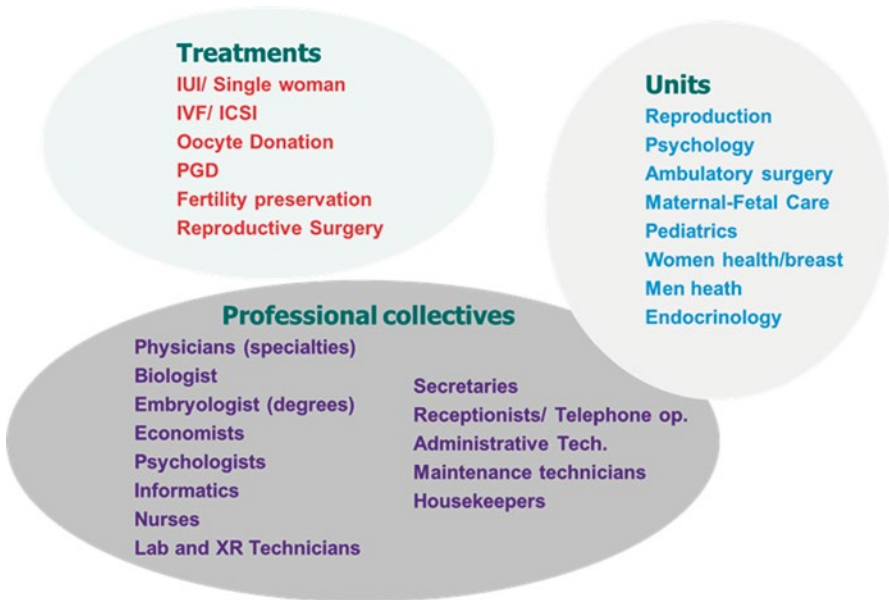 Treatments
IUI/ Single woman
IVF/ ICSI
Oocyte Donation
PGD
Fertility preservation
Reproductive Surgery
Units
Reproduction
Psychology
Ambulatory surgery
Maternal-Fetal Care
Pediatrics
Women health/breast
Men heath
Endocrinology
Professional collectives
Physicians (specialties)
Biologist
Embryologist (degrees)
Economists
Psychologists
Informatics
Nurses
Lab and XR Technicians
Secretaries
Receptionists/ Telephone op.
Administrative Tech.
Maintenance technicians
Housekeepers